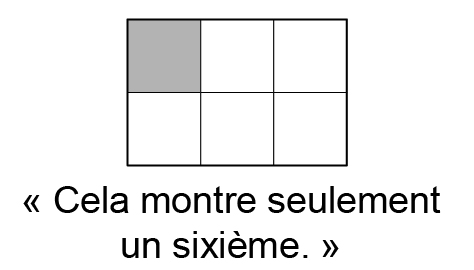 « Cela montre seulement
un sixième. »